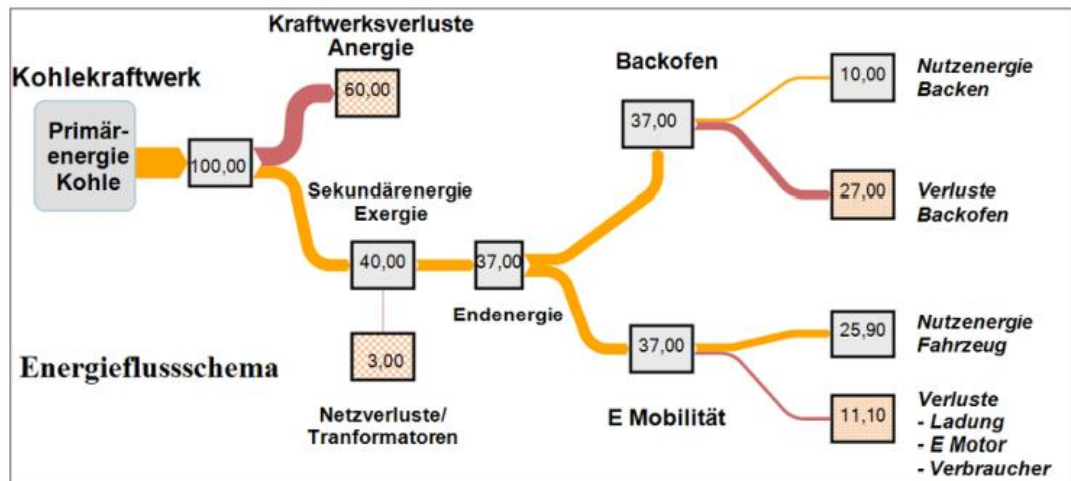 Kohlekraftwerk
Primär-
energie
Kohle
100,00
Kraftwerksverluste
Anergie
60,00
Sekundärenergie
Exergie
40,00
37,00
Endenergie
3,00
Netzverluste/
Tranformatoren
Energieflussschema
Backofen
37,00
10,00
Nutzenergie
Backen
27,00
Verluste
Backofen
37,00
E Mobilität
25,90
Nutzenergie
Fahrzeug
11,10
Verluste
- Ladung
- E Motor
- Verbraucher